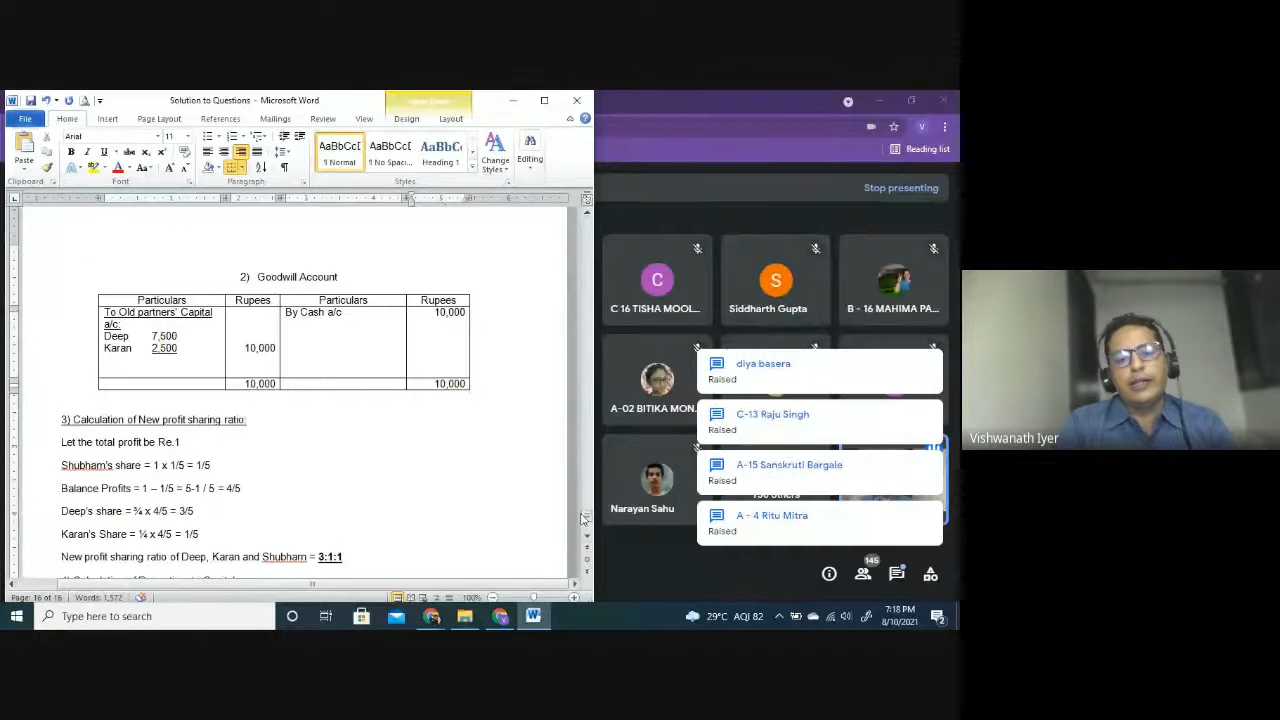 Solution to Questions - Microsoft Word
File Home Insert Page Layout References Mailings Review View Design Layout
Reading list
Paste
Arial 11
AaBbCcI AaBbCcI AaBbC
¶ Normal ¶ No Spaci... Heading 1
Change Styles
Editing
Clipboard Font Paragraph Styles
Stop presenting
2) Goodwill Account
Particulars Rupees Particulars Rupees
To Old partners' Capital By Cash a/c 10,000
a/c:
Deep 7,500
Karan 2,500 10,000
10,000 10,000
3) Calculation of New profit sharing ratio:
Let the total profit be Re.1
Shubham's share = 1 x 1/5 = 1/5
Balance Profits = 1 – 1/5 = 5-1 / 5 = 4/5
Deep's share = ¾ x 4/5 = 3/5
Karan's Share = ¼ x 4/5 = 1/5
New profit sharing ratio of Deep, Karan and Shubham = 3:1:1
C
C 16 TISHA MOOL...
S
Siddharth Gupta
B - 16 MAHIMA PA...
A-02 BITIKA MON
Narayan Sahu
diya basera
Raised
C-13 Raju Singh
Raised
A-15 Sanskruti Bargale
Raised
A - 4 Ritu Mitra
Raised
Vishwanath Iyer
145
Page: 16 of 16 Words: 1,572 100%
Type here to search
29°C AQI 82
7:18 PM
8/10/2021